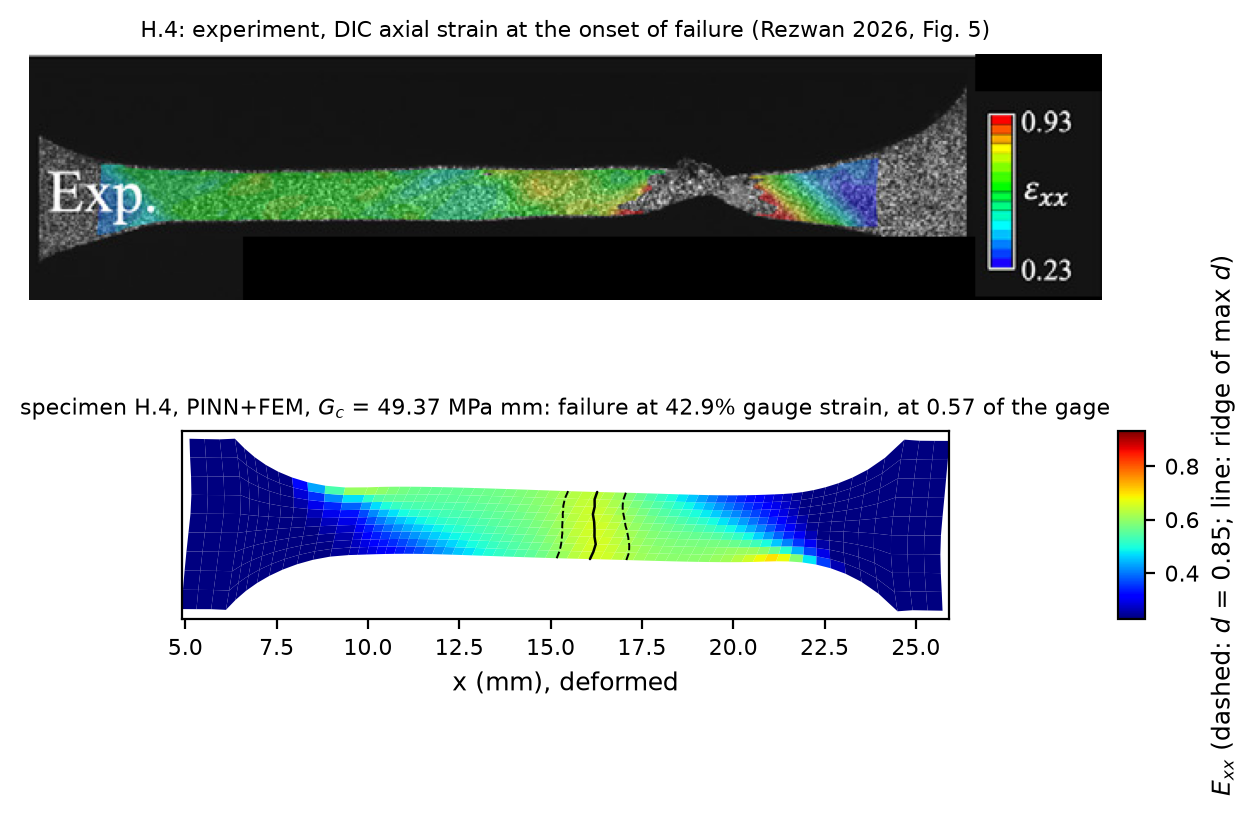 H.4: experiment, DIC axial strain at the onset of failure (Rezwan 2026, Fig. 5)
Exp.
0.93
εxx
0.23
specimen H.4, PINN+FEM, Gc = 49.37 MPa mm: failure at 42.9% gauge strain, at 0.57 of the gage
0.8
0.6
0.4
Exx (dashed: d = 0.85; line: ridge of max d)
5.0 7.5 10.0 12.5 15.0 17.5 20.0 22.5 25.0
x (mm), deformed